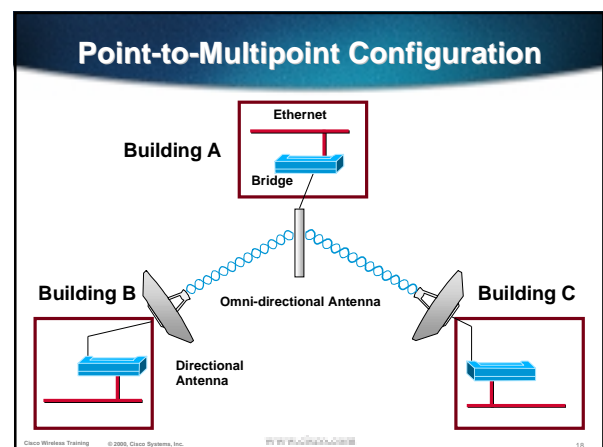 Point-to-Multipoint Configuration
Ethernet
Building A
Bridge
Building B
Omni-directional Antenna
Building C
Directional
Antenna
Cisco Wireless Training © 2000, Cisco Systems, Inc. 18